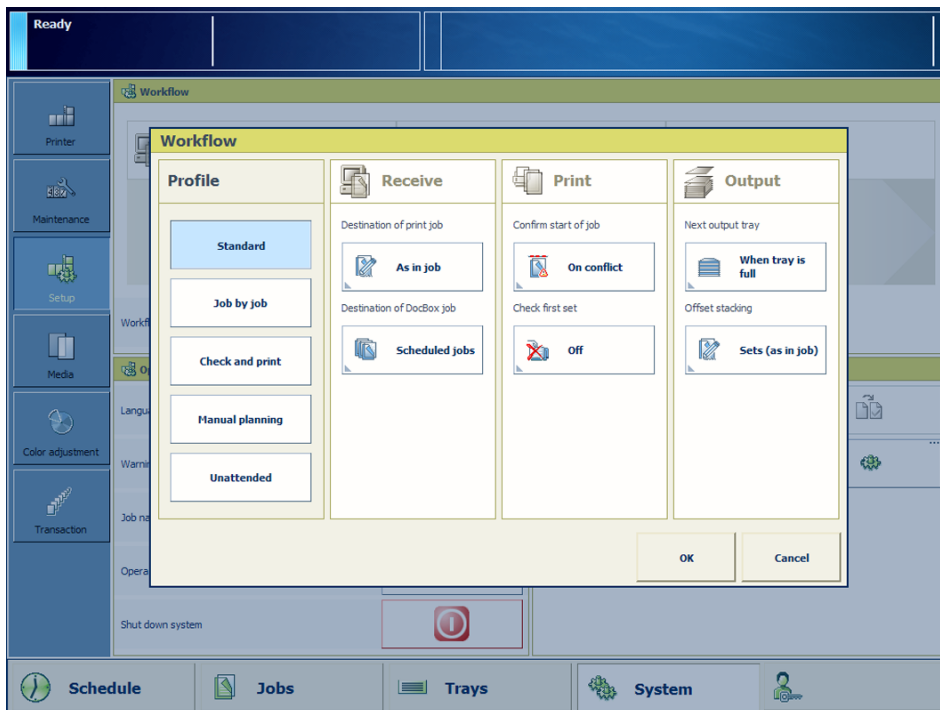 Ready
Workflow
Printer
Maintenance
Setup
Media
Color adjustment
Transaction
Workflow
Profile
Standard
Job by job
Check and print
Manual planning
Unattended
Receive
Destination of print job
As in job
Destination of DocBox job
Scheduled jobs
Print
Confirm start of job
On conflict
Check first set
Off
Output
Next output tray
When tray is
full
Offset stacking
Sets (as in job)
OK
Cancel
Job
Shut down system
Schedule
Jobs
Trays
System